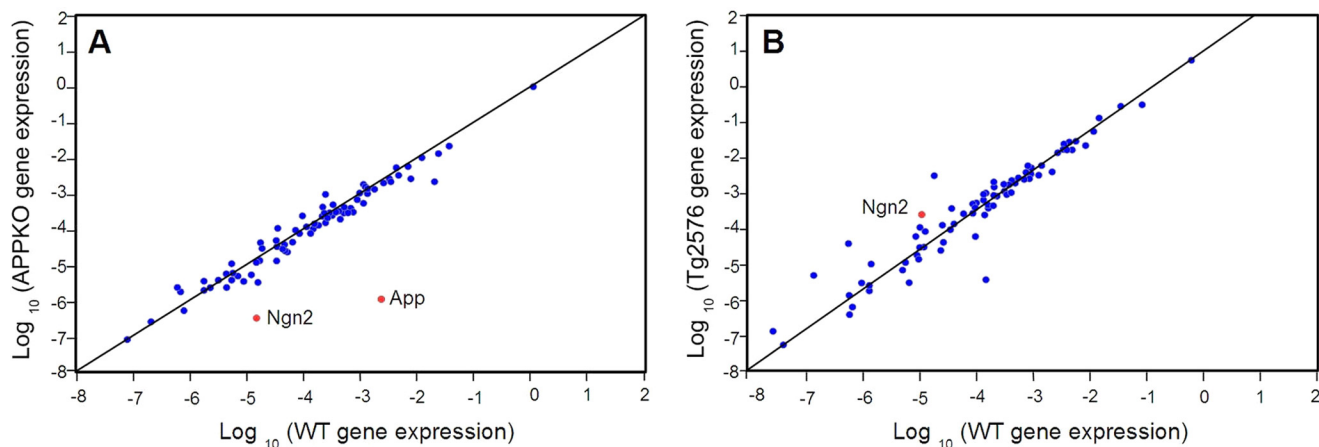 A
Log 10 (APPKO gene expression)
2
1
0
-1
-2
-3
-4
-5
-6
-7
-8
Ngn2
App
-8 -7 -6 -5 -4 -3 -2 -1 0 1 2
Log 10 (WT gene expression)
B
Log 10 (Tg2576 gene expression)
2
1
0
-1
-2
-3
-4
-5
-6
-7
-8
Ngn2
-8 -7 -6 -5 -4 -3 -2 -1 0 1 2
Log 10 (WT gene expression)